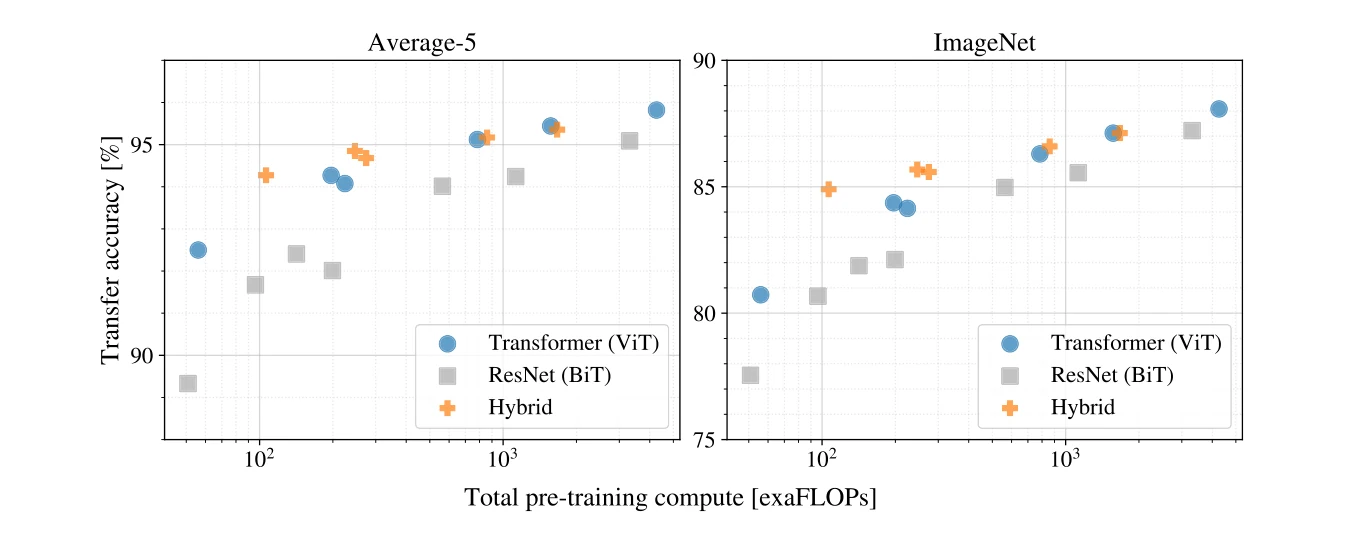 Average-5
ImageNet
Transfer accuracy [%]
95
90
10²
10³
Transformer (ViT)
ResNet (BiT)
Hybrid
90
85
80
75
10²
10³
Transformer (ViT)
ResNet (BiT)
Hybrid
Total pre-training compute [exaFLOPs]